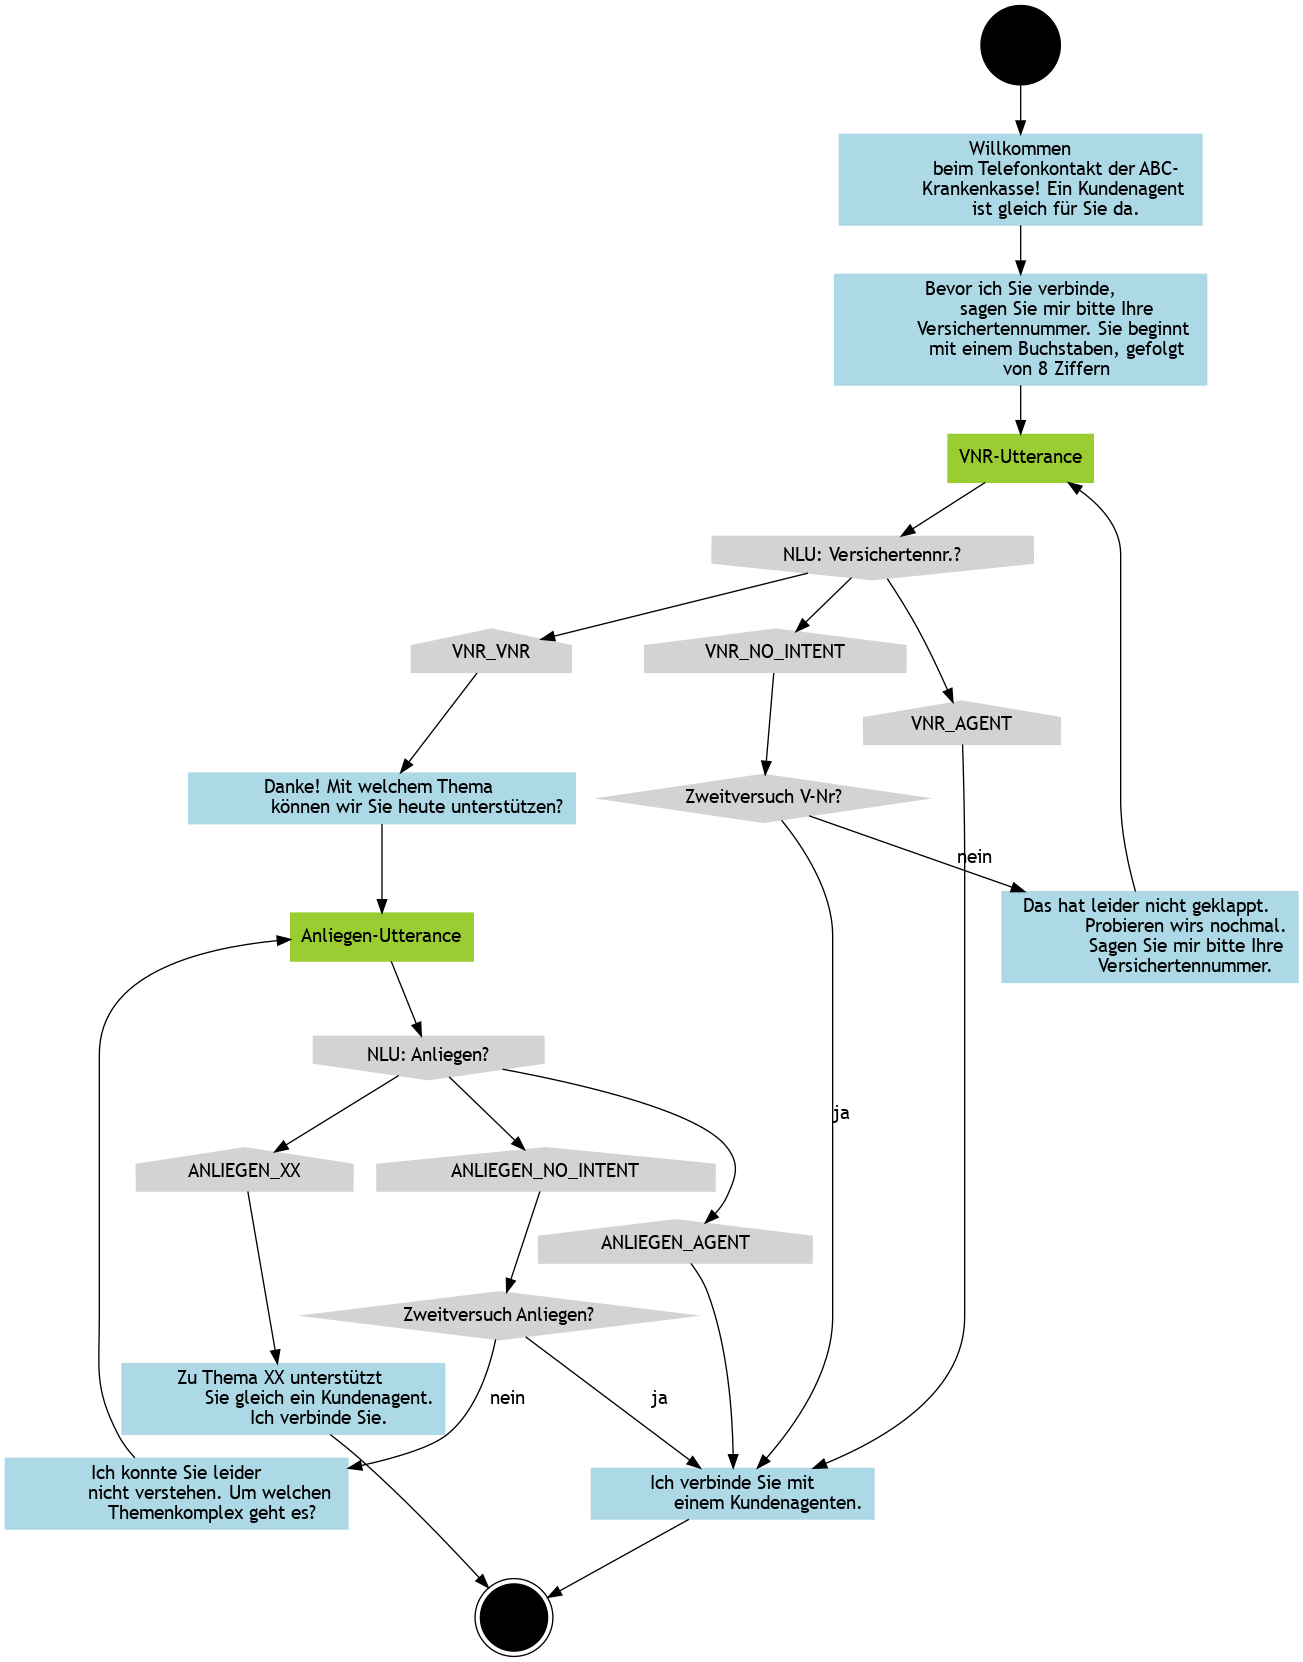 Willkommen
beim Telefonkontakt der ABC-
Krankenkasse! Ein Kundenagent
ist gleich für Sie da.
Bevor ich Sie verbinde,
sagen Sie mir bitte Ihre
Versichertennummer. Sie beginnt
mit einem Buchstaben, gefolgt
von 8 Ziffern
VNR-Utterance
NLU: Versichertennr.?
VNR_VNR
VNR_NO_INTENT
VNR_AGENT
Danke! Mit welchem Thema
können wir Sie heute unterstützen?
Zweitversuch V-Nr?
nein
Das hat leider nicht geklappt.
Probieren wirs nochmal.
Sagen Sie mir bitte Ihre
Versichertennummer.
Anliegen-Utterance
NLU: Anliegen?
ja
ANLIEGEN_XX
ANLIEGEN_NO_INTENT
ANLIEGEN_AGENT
Zweitversuch Anliegen?
Zu Thema XX unterstützt
Sie gleich ein Kundenagent.
Ich verbinde Sie.
nein
ja
Ich konnte Sie leider
nicht verstehen. Um welchen
Themenkomplex geht es?
Ich verbinde Sie mit
einem Kundenagenten.